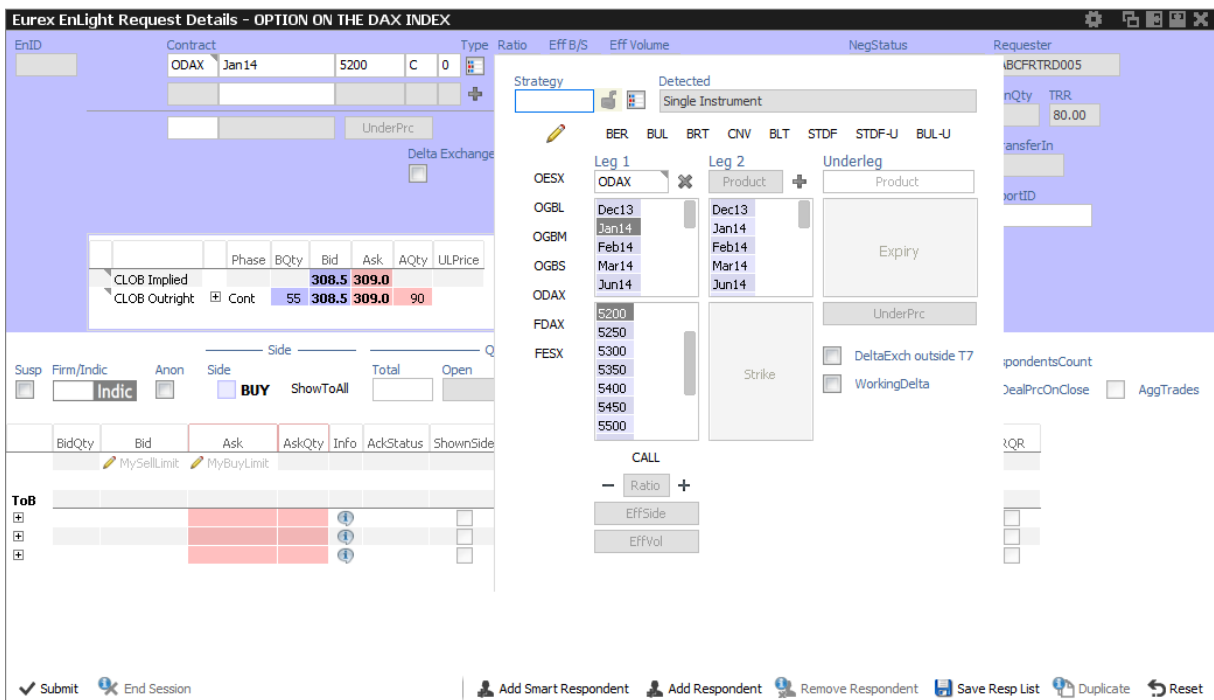 Eurex EnLight Request Details - OPTION ON THE DAX INDEX
EnID Contract Type Ratio Eff B/S Eff Volume NegStatus Requester
ODAX Jan14 5200 C 0 ABCFRTRD005
Strategy Detected
Single Instrument
nQty TRR
80.00
UnderPrc
BER BUL BRT CNV BLT STDF STDF-U BUL-U
Delta Exchange
ansferIn
Leg 1 Leg 2 Underleg
ODAX Product Product
portID
OESX
OGBL
OGBM
OGBS
ODAX
FDAX
FESX
Dec13 Dec13
Jan14 Jan14
Feb14 Feb14
Mar14 Mar14
Jun14 Jun14
Expiry
UnderPrc
5200
5250
5300
5350
5400
5450
5500
Strike
DeltaExch outside T7
WorkingDelta
CALL
Ratio
EffSide
EffVol
Phase BQty Bid Ask AQty ULPrice
CLOB Implied 308.5 309.0
CLOB Outright Cont 55 308.5 309.0 90
Side Q
Susp Firm/Indic Anon Side Total Open
Indic BUY ShowToAll
spondentsCount
DealPrcOnClose AggTrades
BidQty Bid Ask AskQty Info AckStatus ShownSide RQR
MySellLimit MyBuyLimit
ToB
Submit End Session Add Smart Respondent Add Respondent Remove Respondent Save Resp List Duplicate Reset